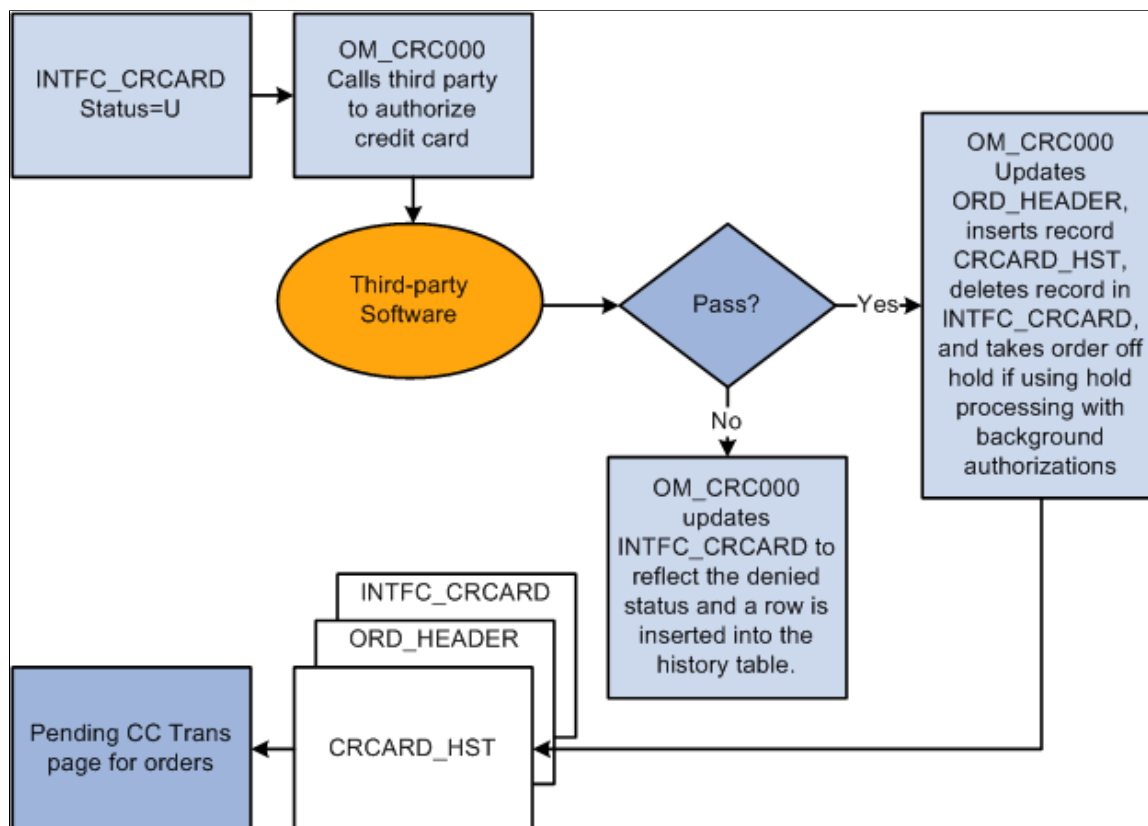 INTFC_CRCARD
Status=U
OM_CRC000
Calls third party
to authorize
credit card
Third-party
Software
Pass?
Yes
No
OM_CRC000
Updates
ORD_HEADER,
inserts record
CRCARD_HST,
deletes record in
INTFC_CRCARD,
and takes order off
hold if using hold
processing with
background
authorizations
OM_CRC000
updates
INTFC_CRCARD to
reflect the denied
status and a row is
inserted into the
history table.
INTFC_CRCARD
ORD_HEADER
CRCARD_HST
Pending CC Trans
page for orders